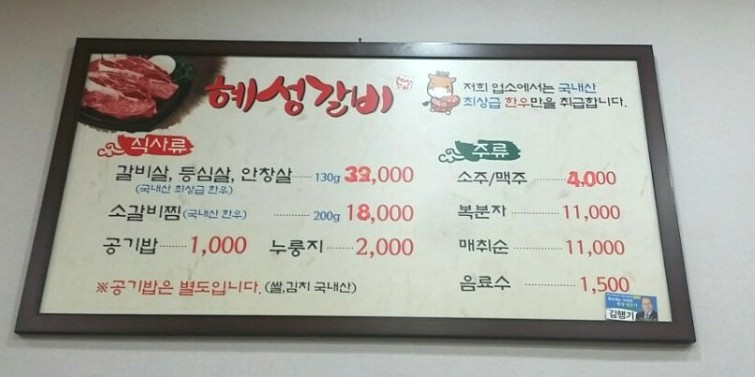 혜성갈비
저희 업소에서는 국내산
최상급 한우만을 취급합니다.
식사류
갈비살, 등심살, 안창살 130g 32,000
(국내산 최상급 한우)
소갈비찜(국내산 한우) 200g 18,000
공기밥 1,000 누룽지 2,000
※공기밥은 별도입니다.(쌀,김치 국내산)
주류
소주/맥주 4,000
복분자 11,000
매취순 11,000
음료수 1,500
김행기